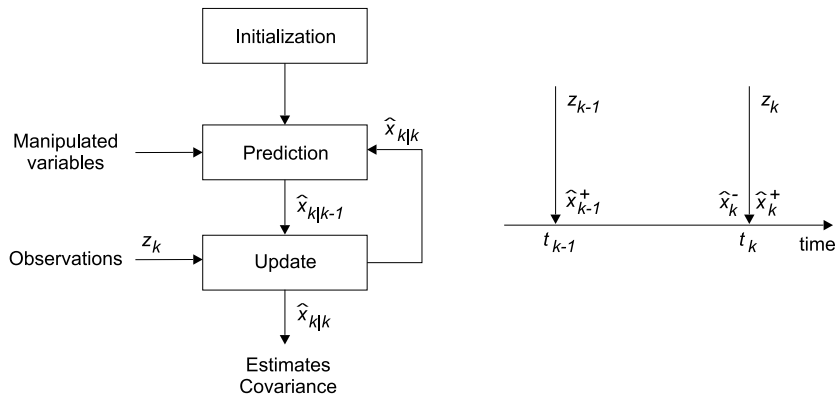 Initialization
Manipulated
variables
Prediction
x̂k|k
x̂k|k-1
Observations
zk
Update
x̂k|k
Estimates
Covariance
zk-1
zk
x̂+k-1
x̂-k
x̂+k
tk-1
tk
time